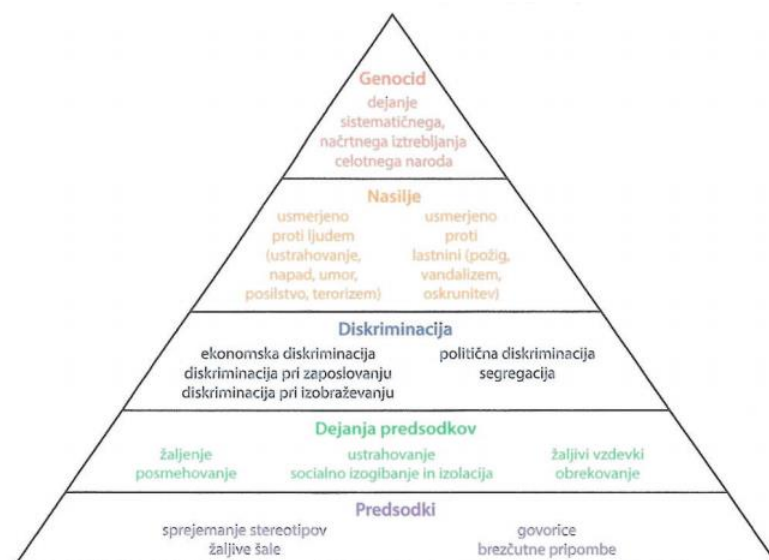 Genocid
dejanje
sistematičnega,
načrtnega iztrebljanja
celotnega naroda
Nasilje
usmerjeno
proti ljudem
(ustrahovanje,
napad, umor,
posilstvo, terorizem)
usmerjeno
proti
lastnini (požig,
vandalizem,
oskrunitev)
Diskriminacija
ekonomska diskriminacija
diskriminacija pri zaposlovanju
diskriminacija pri izobraževanju
politična diskriminacija
segregacija
Dejanja predsodkov
žaljenje
posmehovanje
ustrahovanje
socialno izogibanje in izolacija
žaljivi vzdevki
obrekovanje
Predsodki
sprejemanje stereotipov
žaljive šale
govorice
brezčutne pripombe